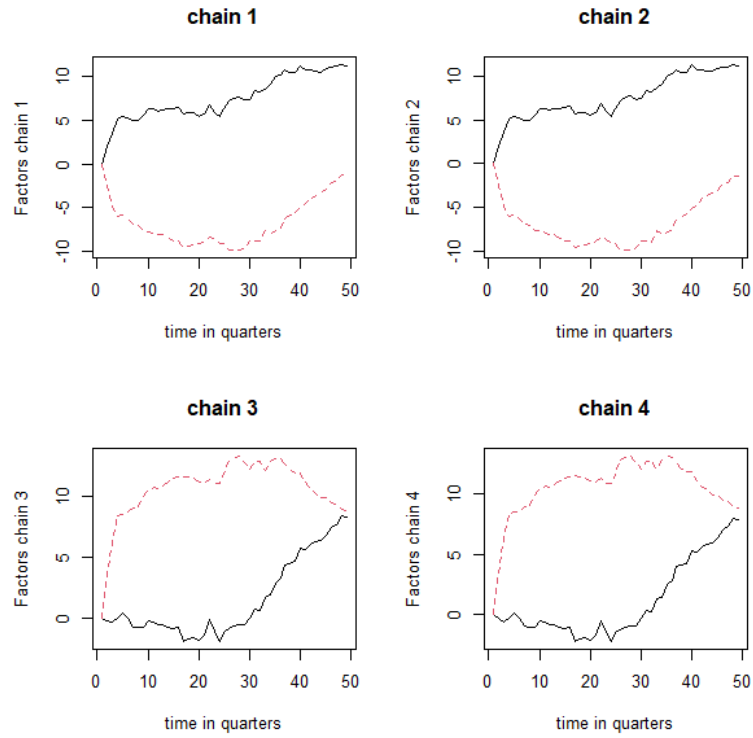 chain 1
Factors chain 1
10
5
0
-5
-10
0 10 20 30 40 50
time in quarters
chain 2
Factors chain 2
10
5
0
-5
-10
0 10 20 30 40 50
time in quarters
chain 3
Factors chain 3
10
5
0
0 10 20 30 40 50
time in quarters
chain 4
Factors chain 4
10
5
0
0 10 20 30 40 50
time in quarters